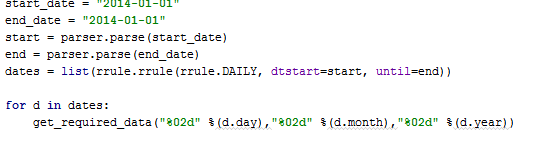 start_date = "2014-01-01"
end_date = "2014-01-01"
start = parser.parse(start_date)
end = parser.parse(end_date)
dates = list(rrule.rrule(rrule.DAILY, dtstart=start, until=end))
for d in dates:
    get_required_data("%02d" %(d.day),"%02d" %(d.month),"%02d" %(d.year))